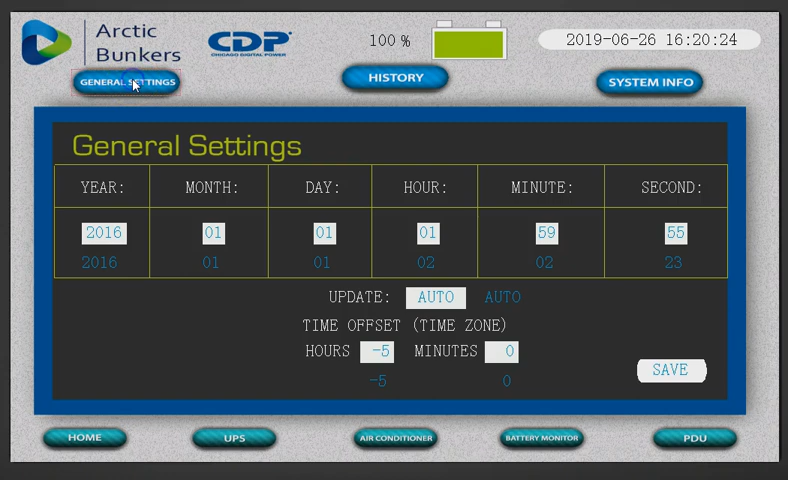 Arctic
Bunkers
CDP
CHICAGO DIGITAL POWER
100 %
2019-06-26 16:20:24
GENERAL SETTINGS
HISTORY
SYSTEM INFO
General Settings
YEAR: MONTH: DAY: HOUR: MINUTE: SECOND:
2016 01 01 01 59 55
2016 01 01 02 02 23
UPDATE: AUTO AUTO
TIME OFFSET (TIME ZONE)
HOURS -5 MINUTES 0
-5 0
SAVE
HOME
UPS
AIR CONDITIONER
BATTERY MONITOR
PDU